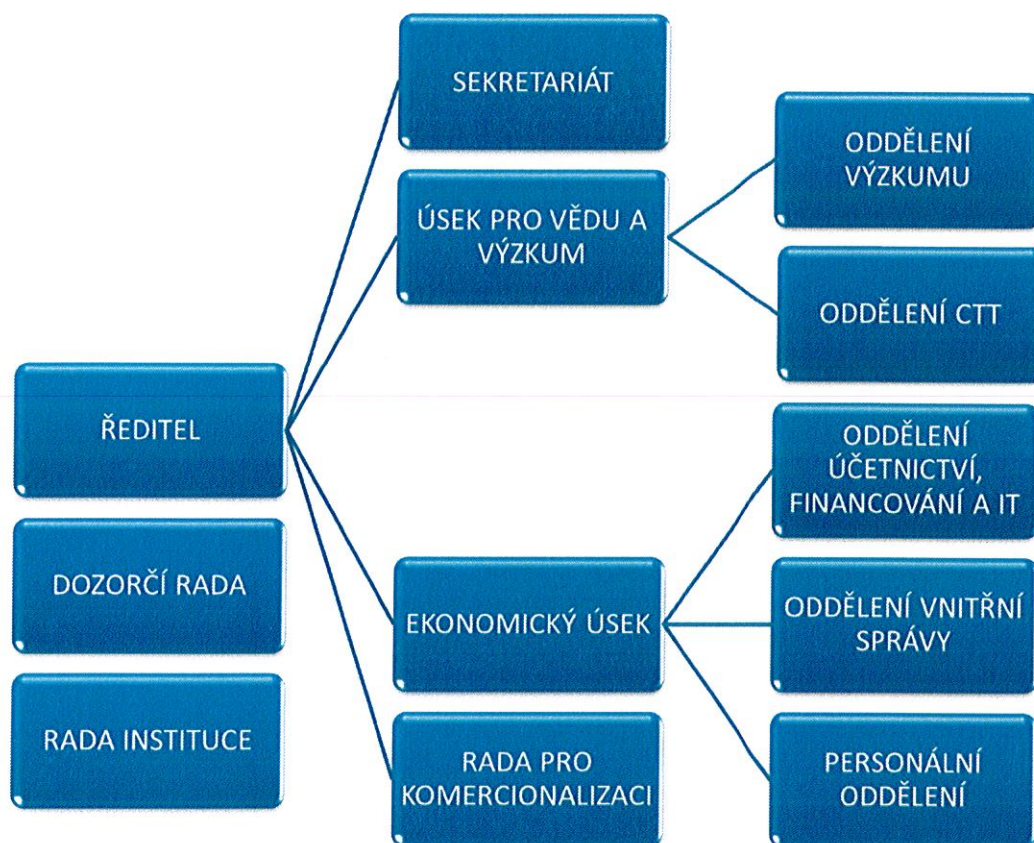 SEKRETARIÁT
ÚSEK PRO VĚDU A
VÝZKUM
ODDĚLENÍ
VÝZKUMU
ODDĚLENÍ CTT
ŘEDITEL
DOZORČÍ RADA
RADA INSTITUCE
EKONOMICKÝ ÚSEK
RADA PRO
KOMERCIONALIZACI
ODDĚLENÍ
ÚČETNICTVÍ,
FINANCOVÁNÍ A IT
ODDĚLENÍ VNITŘNÍ
SPRÁVY
PERSONÁLNÍ
ODDĚLENÍ